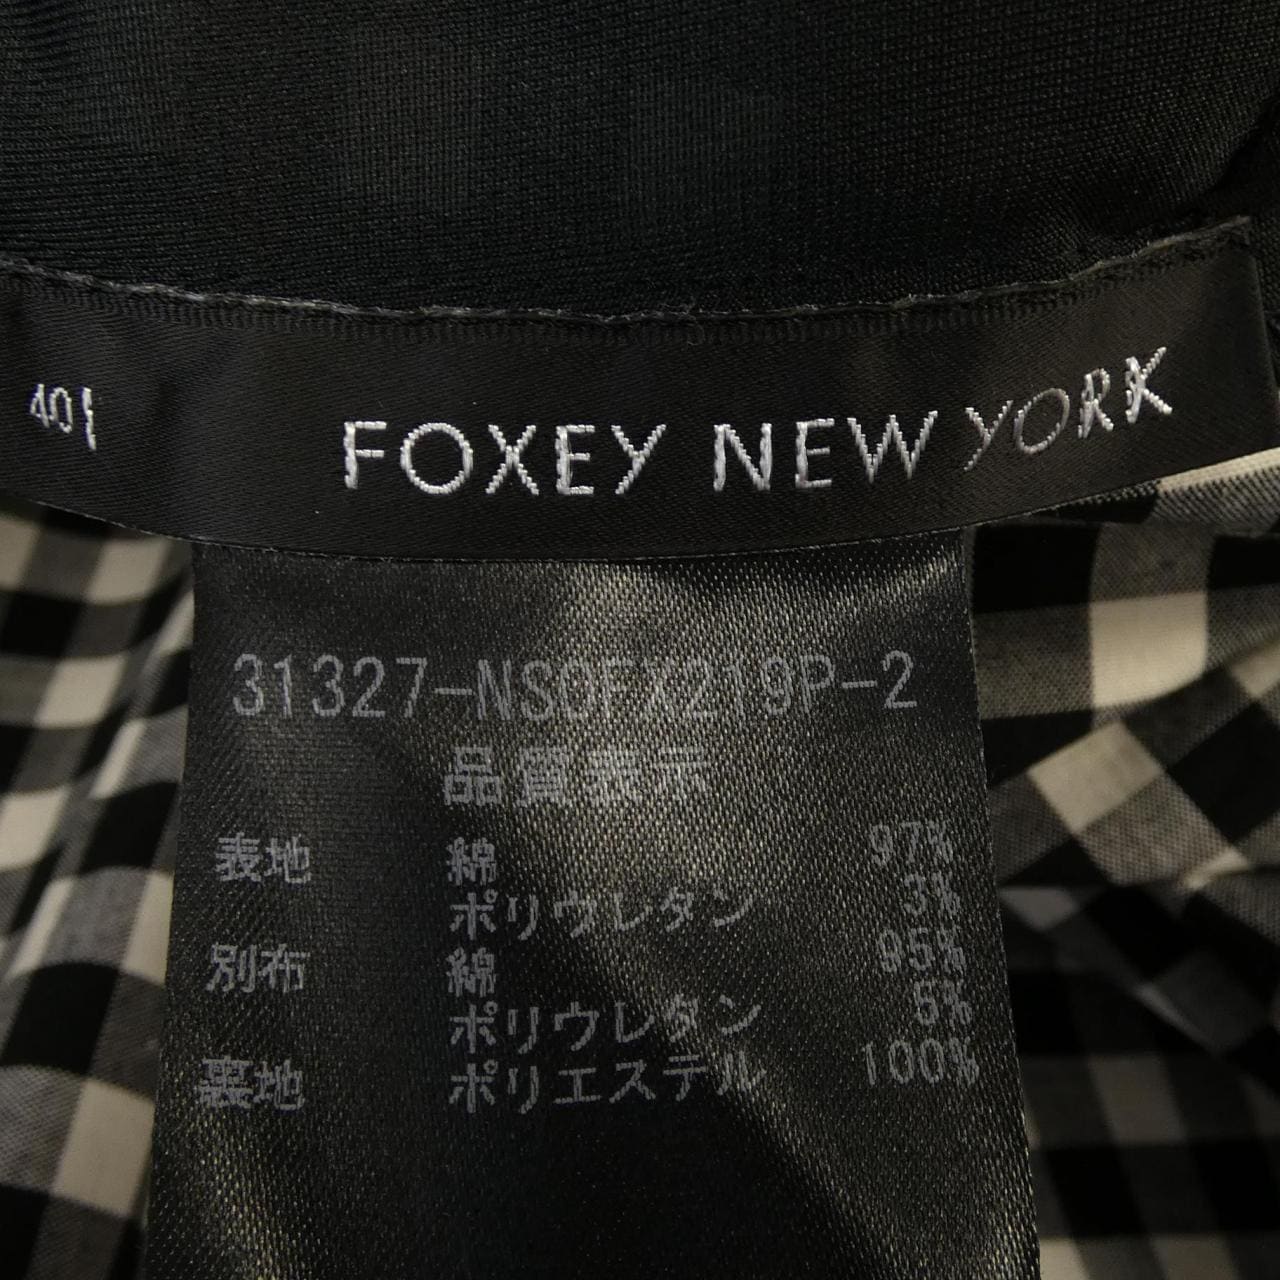 40
FOXEY NEW YORK
31327-NSOFX219P-2
品質表示
表地 綿 97%
ポリウレタン 3%
別布 綿 95%
ポリウレタン 5%
裏地 ポリエステル 100%